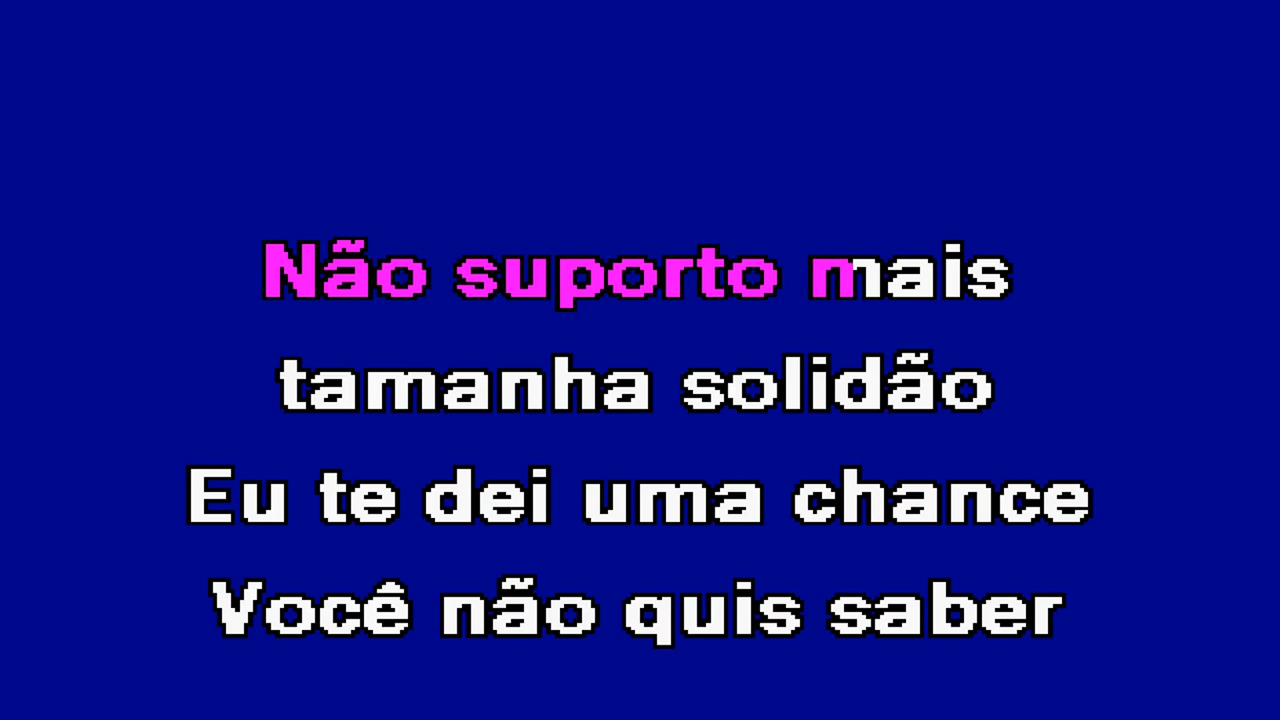 Não suporto mais
tamanha solidão
Eu te dei uma chance
Você não quis saber